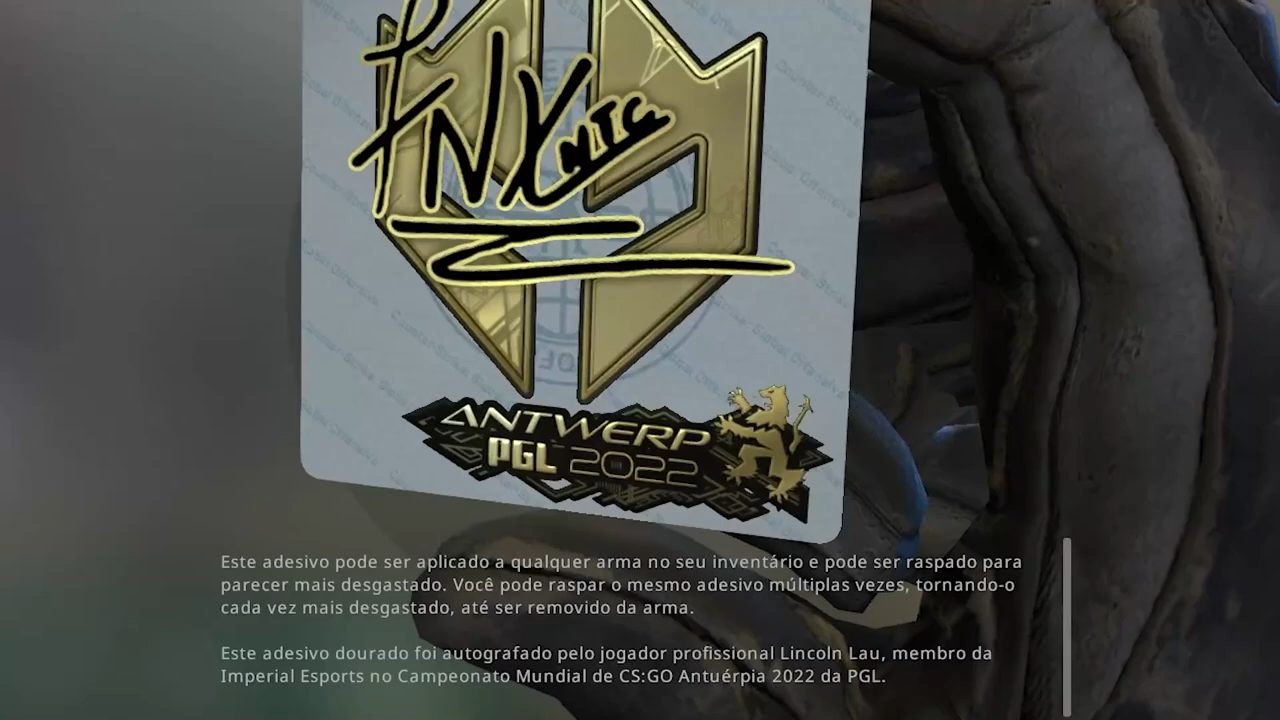 FNX NTC
ANTWERP
PGL 2022
Este adesivo pode ser aplicado a qualquer arma no seu inventário e pode ser raspado para
parecer mais desgastado. Você pode raspar o mesmo adesivo múltiplas vezes, tornando-o
cada vez mais desgastado, até ser removido da arma.
Este adesivo dourado foi autografado pelo jogador profissional Lincoln Lau, membro da
Imperial Esports no Campeonato Mundial de CS:GO Antuérpia 2022 da PGL.